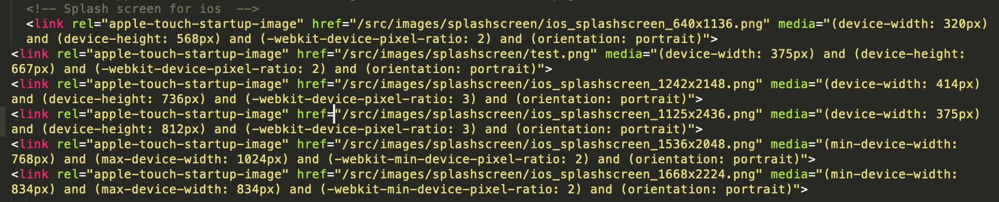 <!-- Splash screen for ios  -->
<link rel="apple-touch-startup-image" href="/src/images/splashscreen/ios_splashscreen_640x1136.png" media="(device-width: 320px)
and (device-height: 568px) and (-webkit-device-pixel-ratio: 2) and (orientation: portrait)">
<link rel="apple-touch-startup-image" href="/src/images/splashscreen/test.png" media="(device-width: 375px) and (device-height:
667px) and (-webkit-device-pixel-ratio: 2) and (orientation: portrait)">
<link rel="apple-touch-startup-image" href="/src/images/splashscreen/ios_splashscreen_1242x2148.png" media="(device-width: 414px)
and (device-height: 736px) and (-webkit-device-pixel-ratio: 3) and (orientation: portrait)">
<link rel="apple-touch-startup-image" href="/src/images/splashscreen/ios_splashscreen_1125x2436.png" media="(device-width: 375px)
and (device-height: 812px) and (-webkit-device-pixel-ratio: 3) and (orientation: portrait)">
<link rel="apple-touch-startup-image" href="/src/images/splashscreen/ios_splashscreen_1536x2048.png" media="(min-device-width:
768px) and (max-device-width: 1024px) and (-webkit-min-device-pixel-ratio: 2) and (orientation: portrait)">
<link rel="apple-touch-startup-image" href="/src/images/splashscreen/ios_splashscreen_1668x2224.png" media="(min-device-width:
834px) and (max-device-width: 834px) and (-webkit-min-device-pixel-ratio: 2) and (orientation: portrait)">